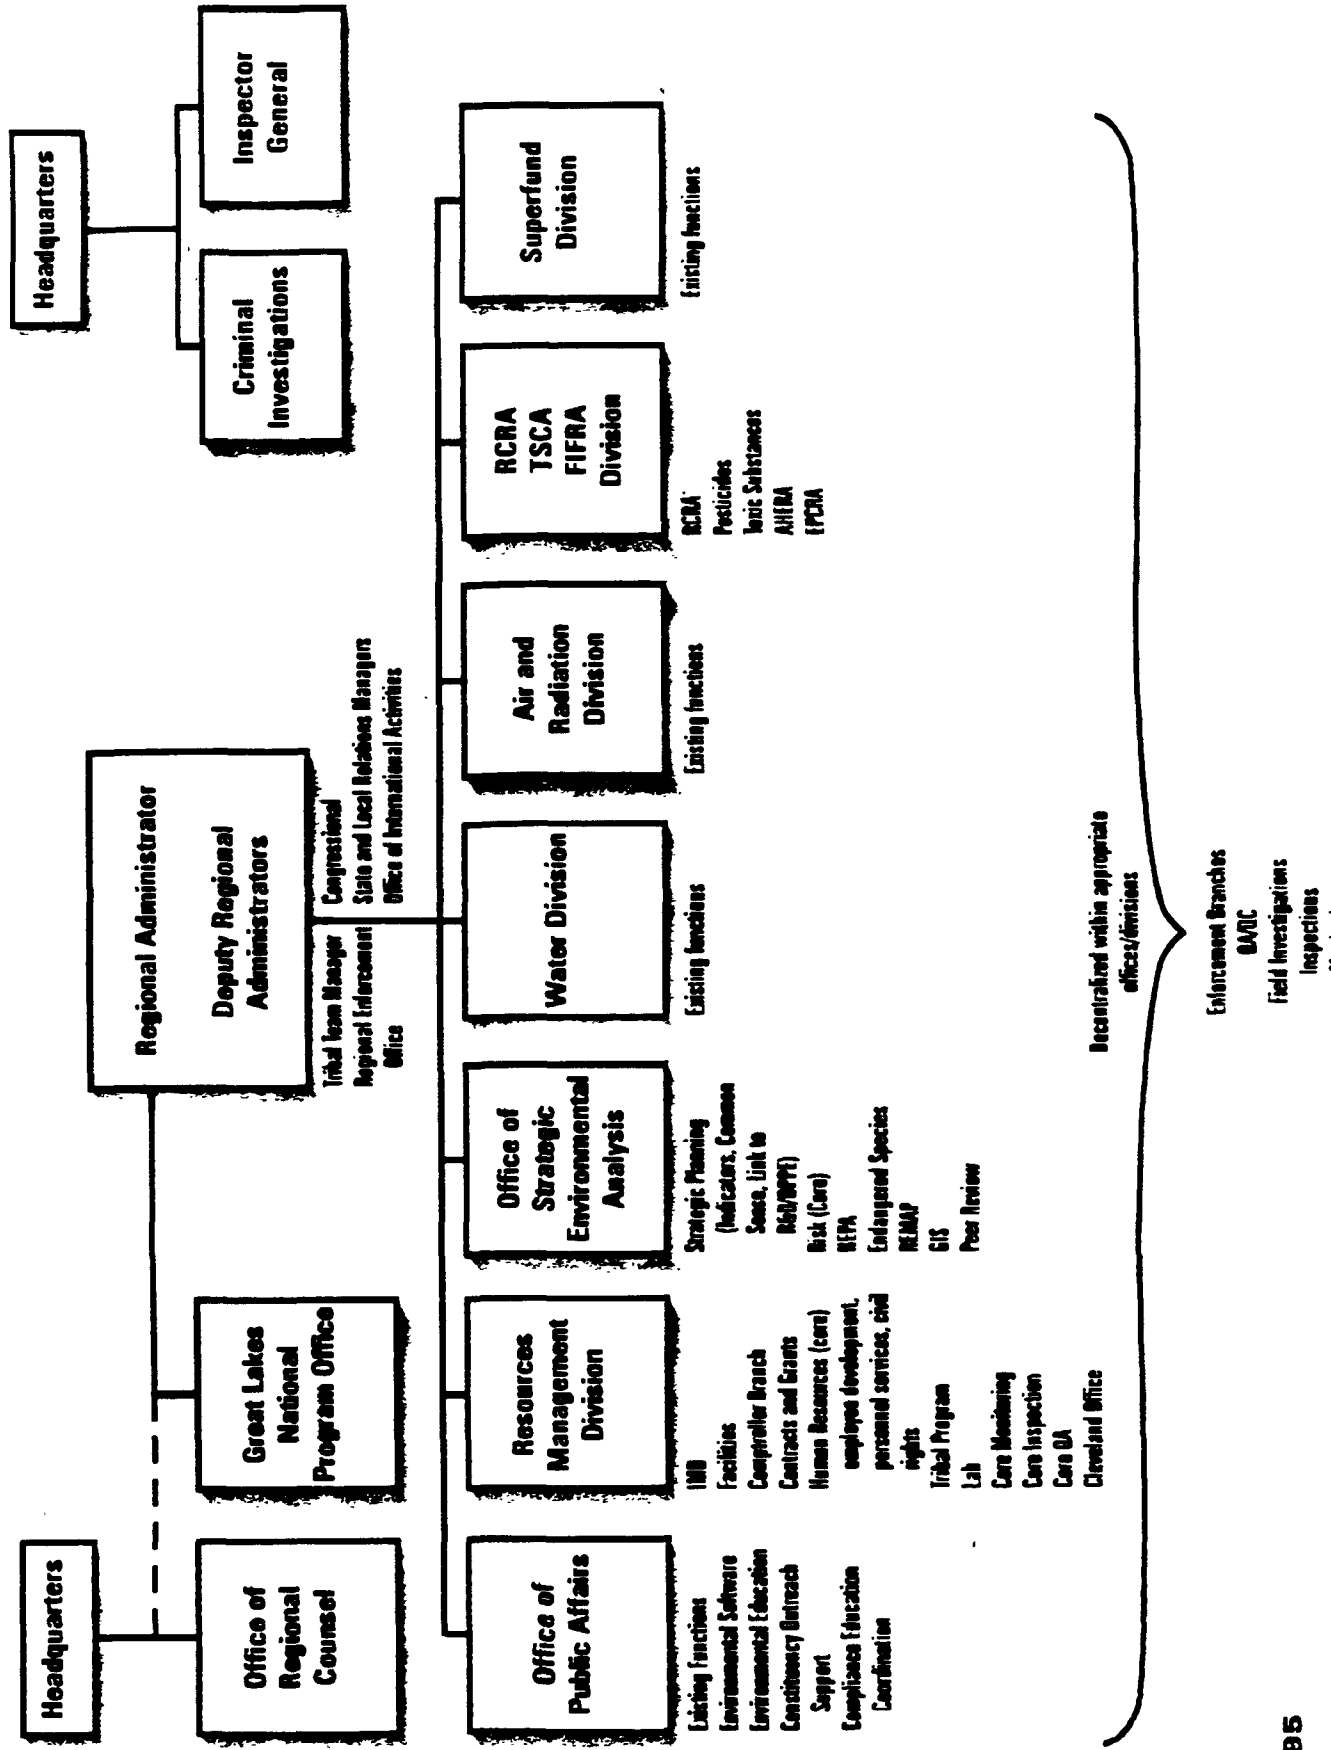 Headquarters
Office of
Regional
Counsel
Great Lakes
National
Program Office
Regional Administrator
Deputy Regional
Administrators
Tribal Team Manager
Regional Enforcement
Office
Congressional
State and Local Relations Managers
Office of International Activities
Headquarters
Criminal
Investigations
Inspector
General
Office of
Public Affairs
Existing Functions
Environmental Software
Environmental Education
Constituency Outreach
Support
Compliance Education
Coordination
Resources
Management
Division
IMB
Facilities
Comptroller Branch
Contracts and Grants
Human Resources (core)
employee development,
personnel services, civil
rights
Tribal Program
Lab
Core Monitoring
Core Inspection
Core QA
Cleveland Office
Office of
Strategic
Environmental
Analysis
Strategic Planning
(Indicators, Common
Sense, Link to
R&D/OPPE)
Risk (Core)
NEPA
Endangered Species
REMAP
GIS
Peer Review
Water Division
Existing functions
Air and
Radiation
Division
Existing functions
RCRA
TSCA
FIFRA
Division
RCRA
Pesticides
Toxic Substances
AHERA
EPCRA
Superfund
Division
Existing functions
Decentralized within appropriate
offices/divisions
Enforcement Branches
QA/QC
Field Investigations
Inspections
95